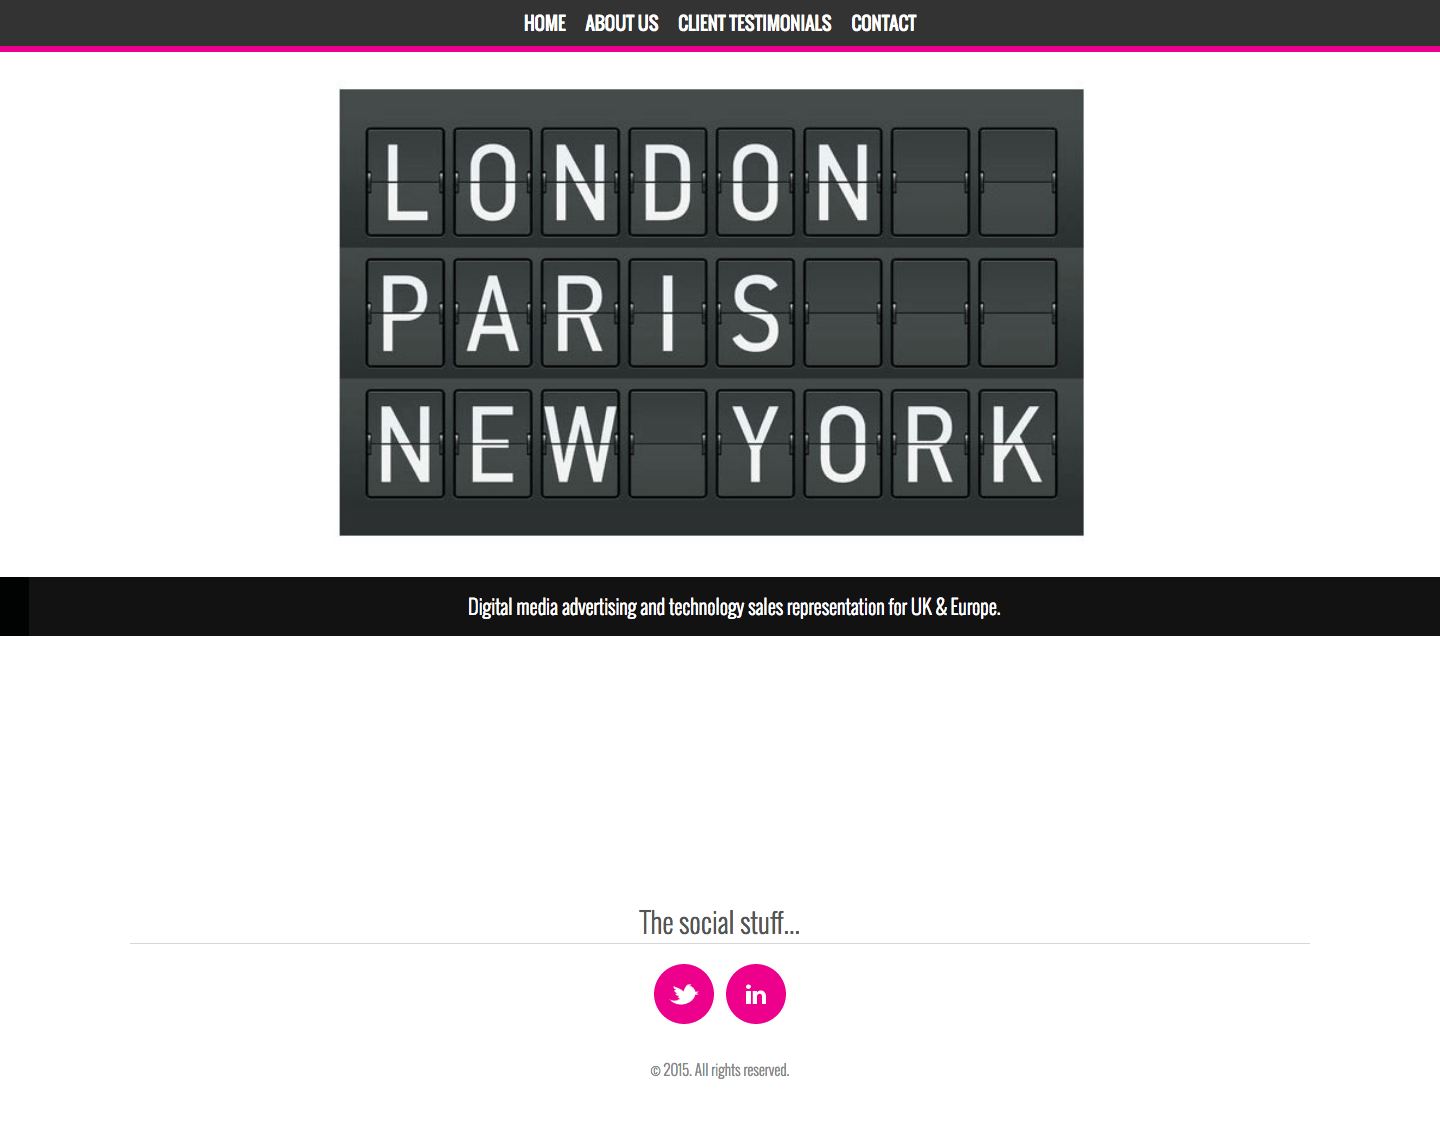 HOME ABOUT US CLIENT TESTIMONIALS CONTACT
LONDON
PARIS
NEW YORK
Digital media advertising and technology sales representation for UK & Europe.
The social stuff...
in
© 2015. All rights reserved.